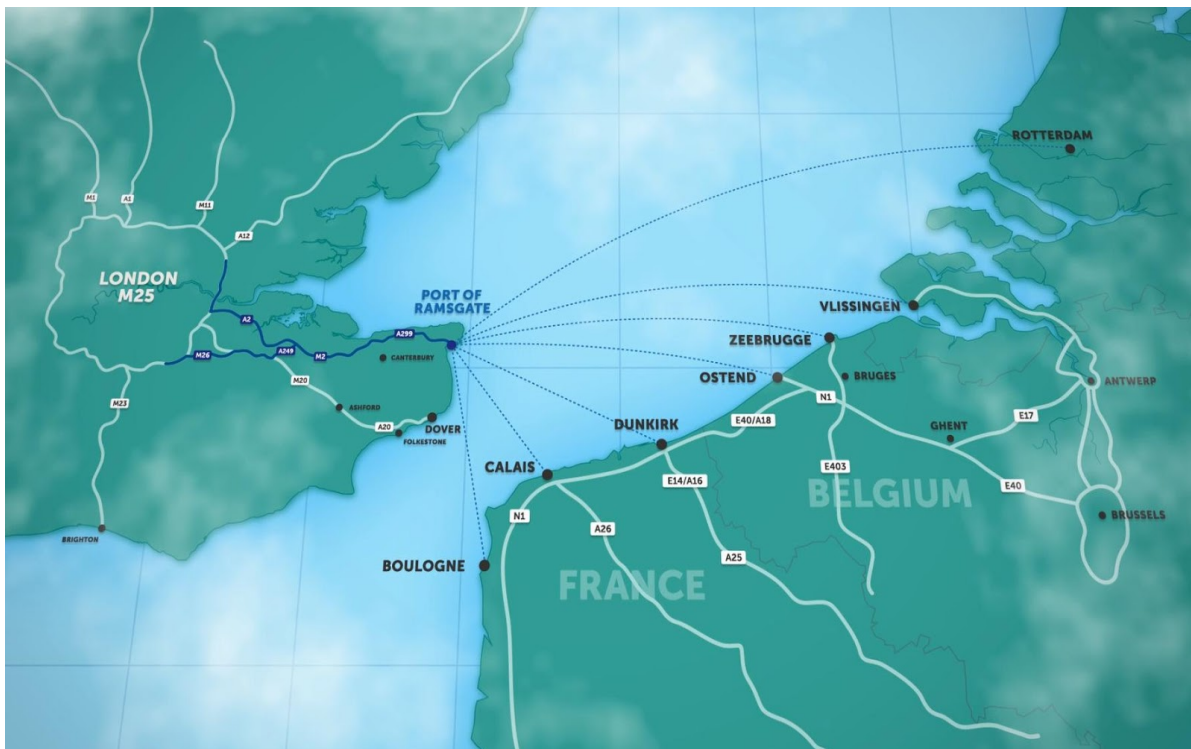 ROTTERDAM
M1
A1
M11
A12
LONDON
M25
PORT OF
RAMSGATE
VLISSINGEN
A2
A299
ZEEBRUGGE
M26
A249
M2
CANTERBURY
OSTEND
BRUGES
ANTWERP
M20
M23
N1
ASHFORD
A20
DOVER
FOLKESTONE
DUNKIRK
E40/A18
E17
GHENT
CALAIS
E14/A16
E403
BELGIUM
E40
N1
A26
BRUSSELS
BRIGHTON
BOULOGNE
A25
FRANCE